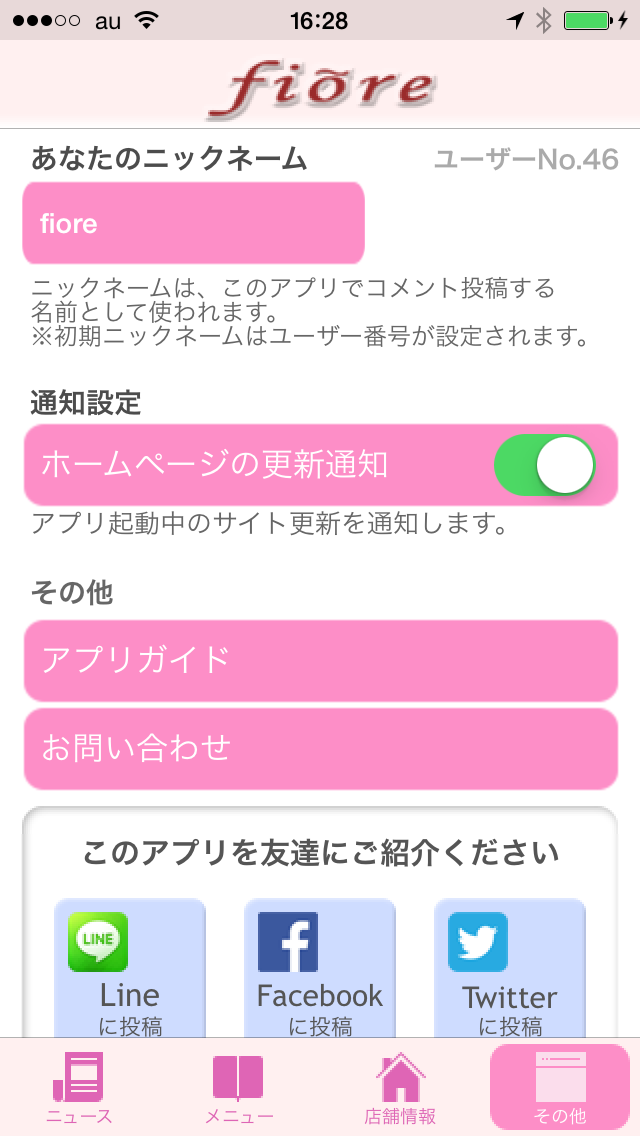 au 16:28
fiōre
あなたのニックネーム ユーザーNo.46
fiore
ニックネームは、このアプリでコメント投稿する
名前として使われます。
※初期ニックネームはユーザー番号が設定されます。
通知設定
ホームページの更新通知
アプリ起動中のサイト更新を通知します。
その他
アプリガイド
お問い合わせ
このアプリを友達にご紹介ください
LINE
Line Facebook Twitter
に投稿 に投稿 に投稿
ニュース メニュー 店舗情報 その他